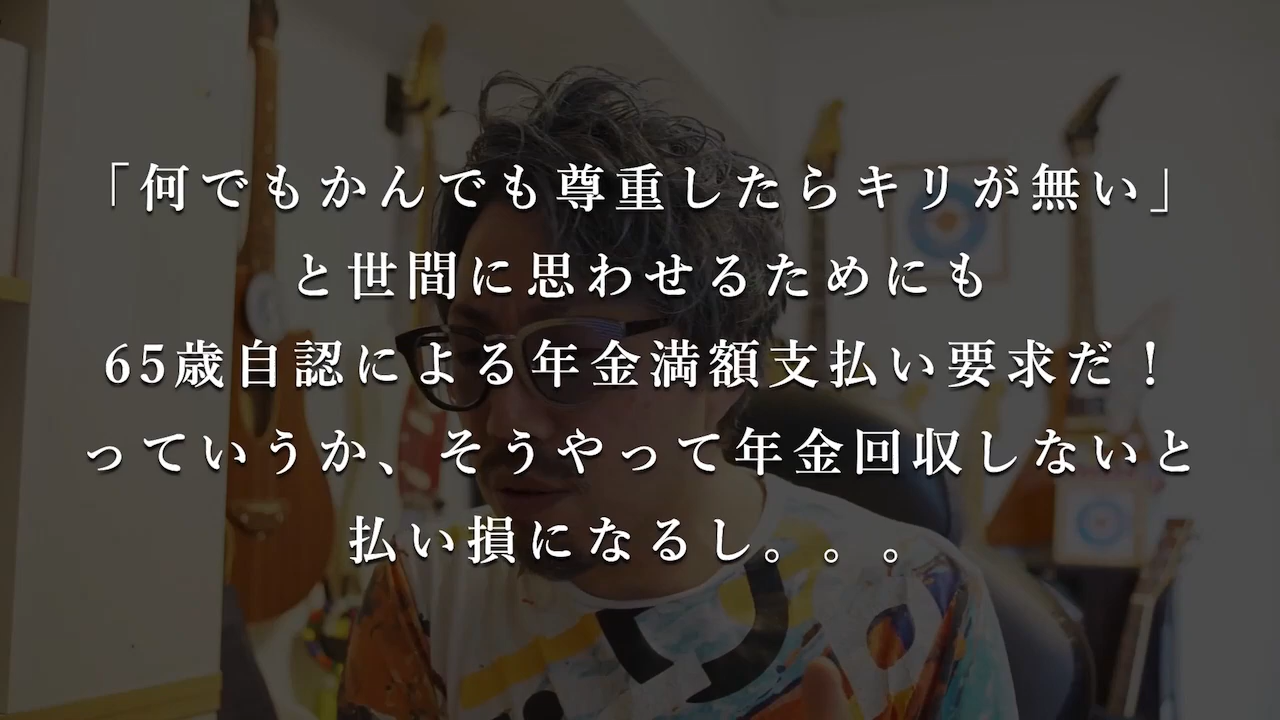 「何でもかんでも尊重したらキリが無い」
と世間に思わせるためにも
65歳自認による年金満額支払い要求だ！
っていうか、そうやって年金回収しないと
払い損になるし。。。